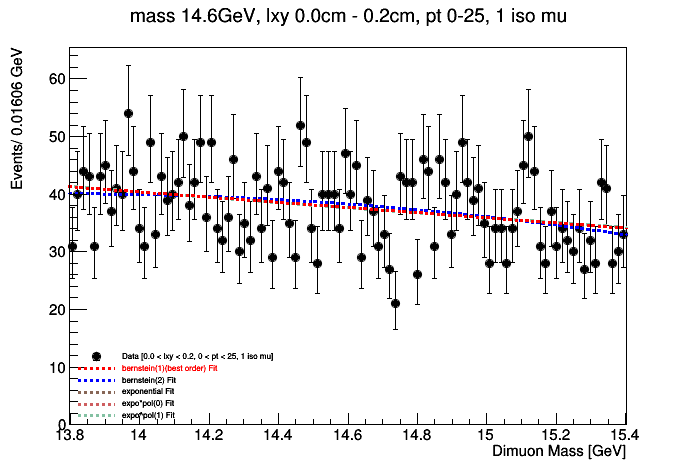 mass 14.6GeV, lxy 0.0cm - 0.2cm, pt 0-25, 1 iso mu
Events/ 0.01606 GeV
60
50
40
30
20
10
0
Data [0.0 < lxy < 0.2, 0 < pt < 25, 1 iso mu]
bernstein(1)(best order) Fit
bernstein(2) Fit
exponential Fit
expo*pol(0) Fit
expo*pol(1) Fit
13.8 14 14.2 14.4 14.6 14.8 15 15.2 15.4
Dimuon Mass [GeV]